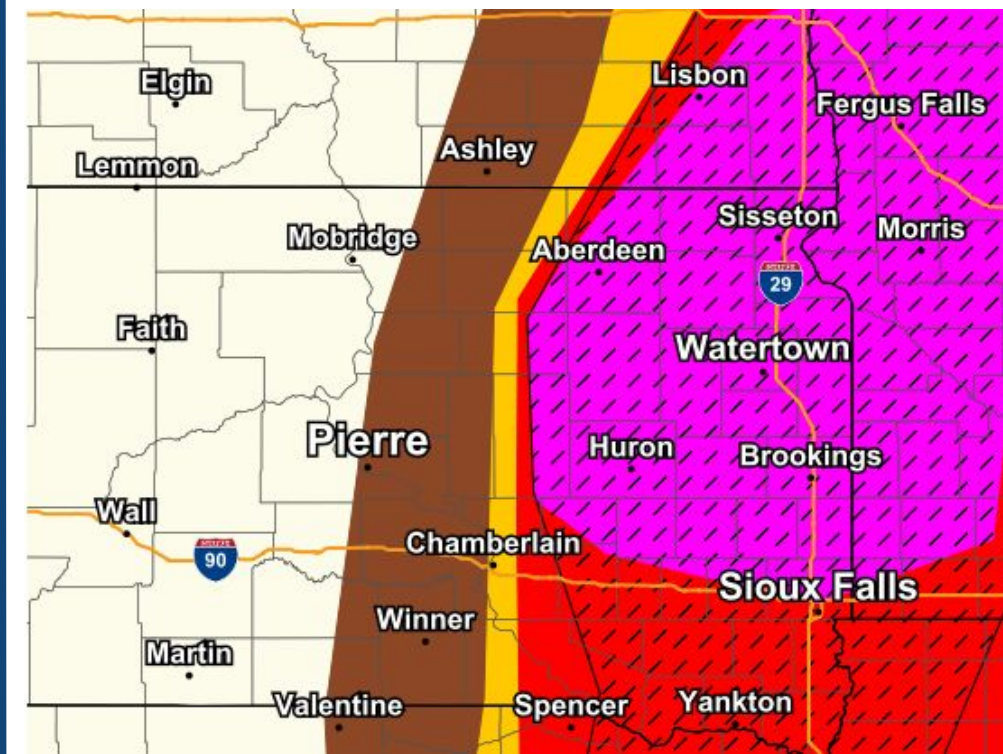 Elgin
Lisbon
Fergus Falls
Ashley
Lemmon
Sisseton
Morris
Mobridge
Aberdeen
29
Faith
Watertown
Pierre
Huron
Brookings
Wall
90
Chamberlain
Sioux Falls
Winner
Martin
Valentine
Spencer
Yankton